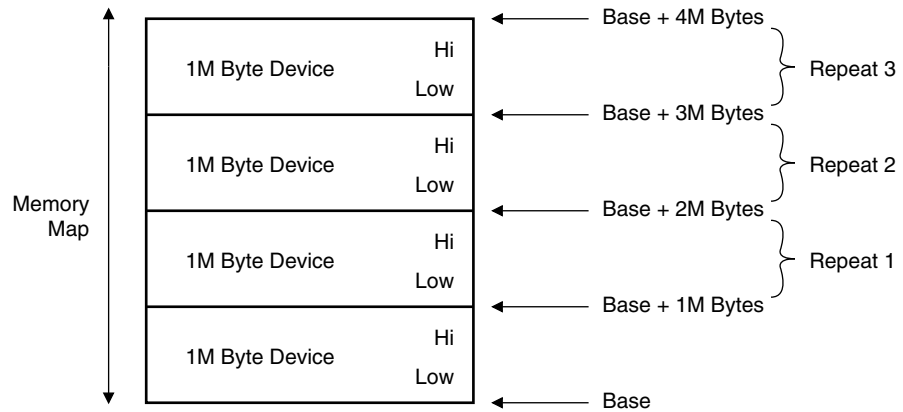 Base + 4M Bytes
Hi
1M Byte Device
Low
Repeat 3
Base + 3M Bytes
Hi
1M Byte Device
Low
Repeat 2
Memory
Map
Base + 2M Bytes
Hi
1M Byte Device
Low
Repeat 1
Base + 1M Bytes
Hi
1M Byte Device
Low
Base